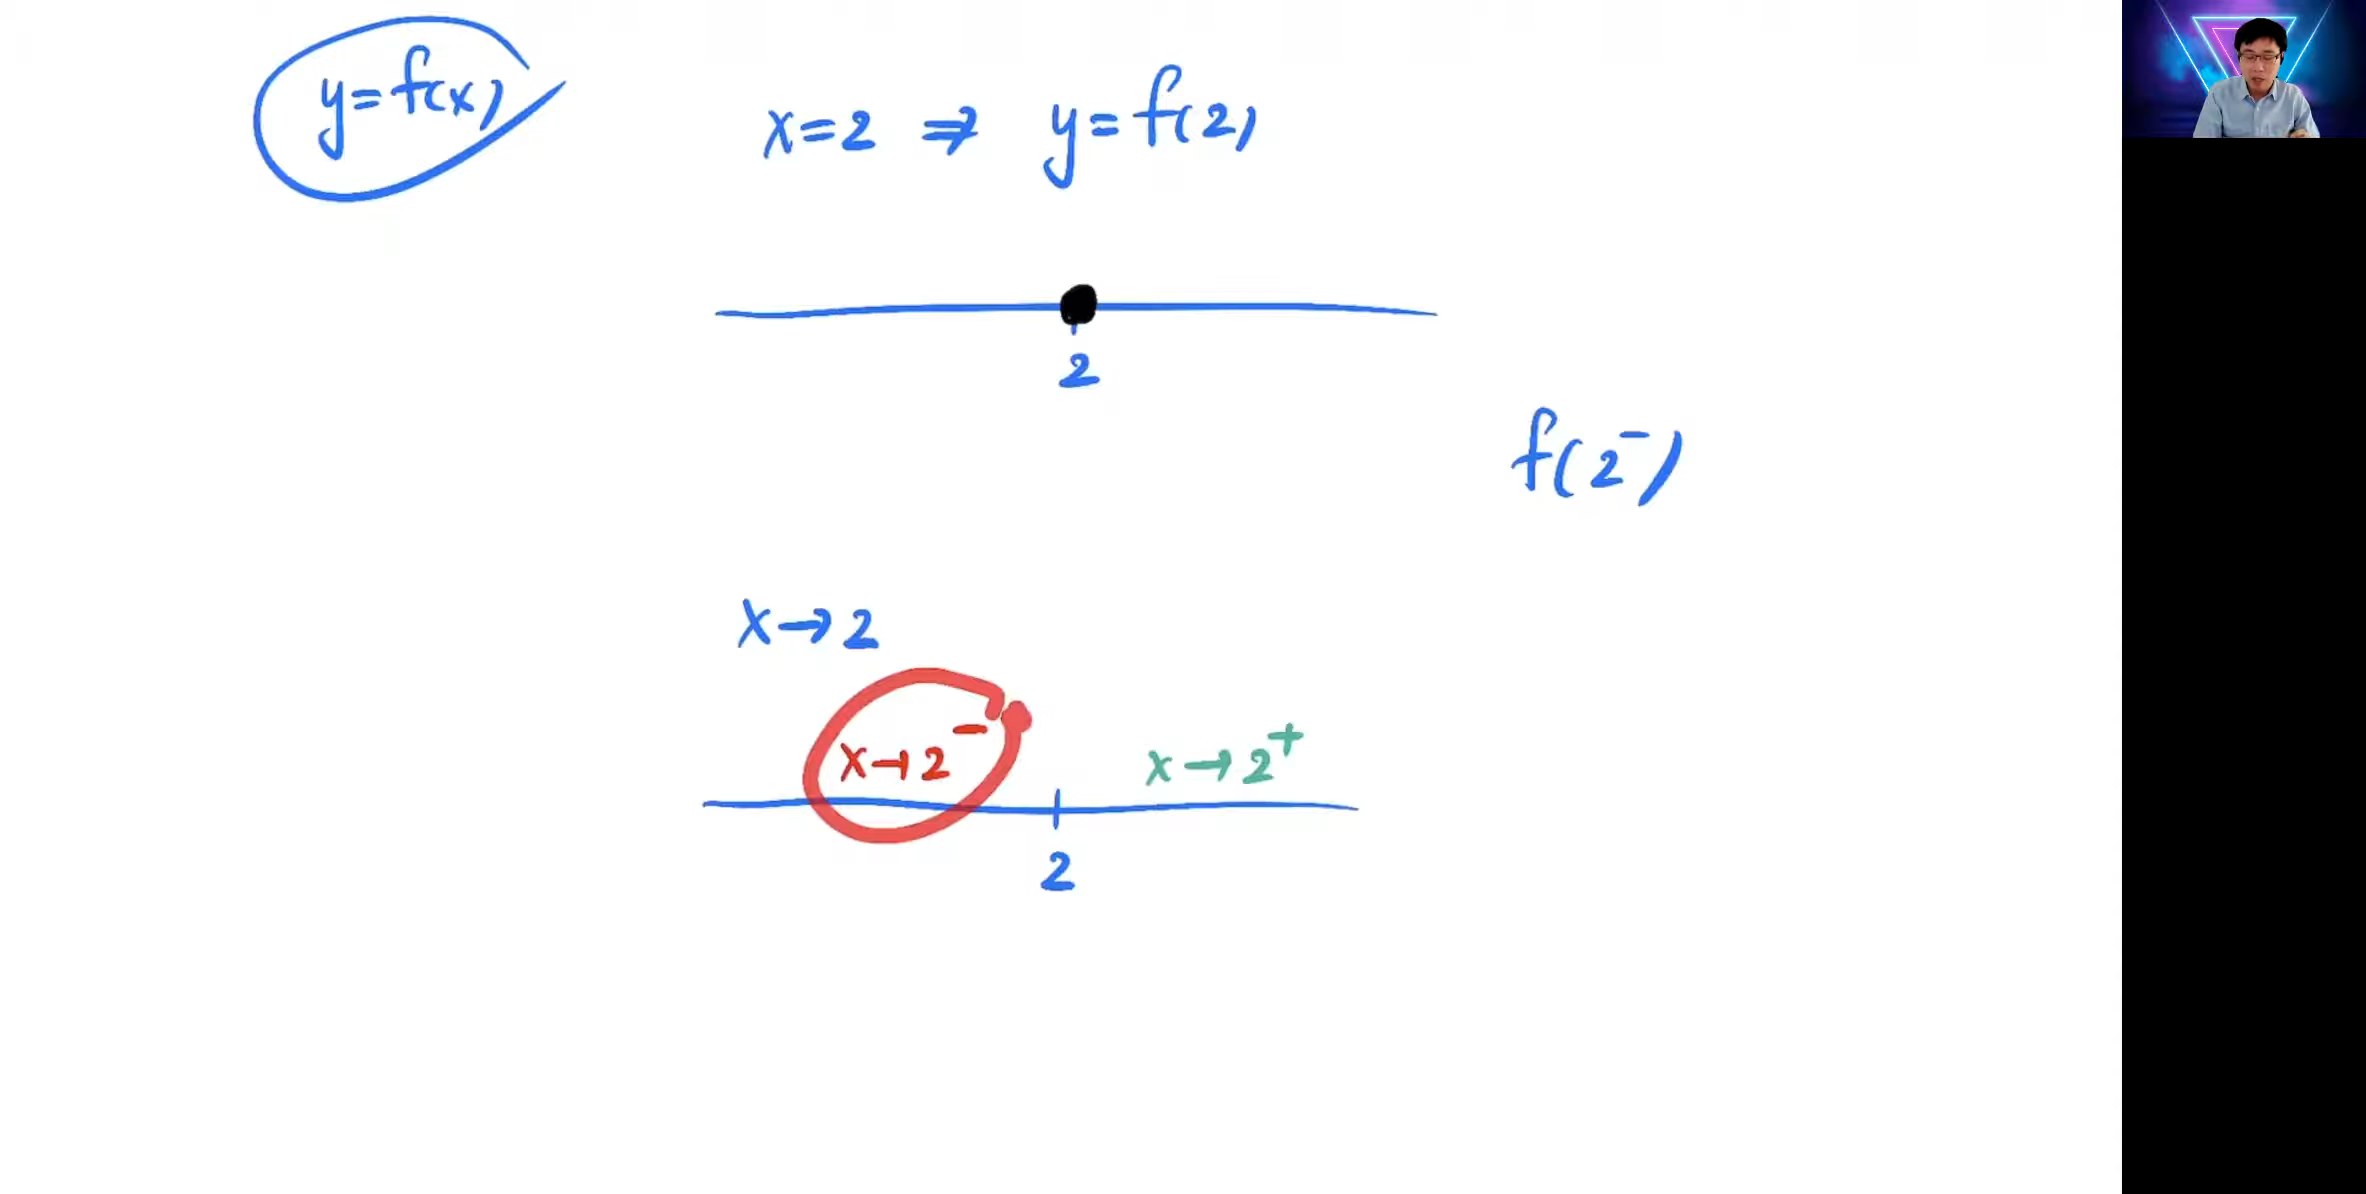 y=f(x)
x=2 ⇒ y=f(2)
2
f(2⁻)
x→2
x→2⁻ x→2⁺
2